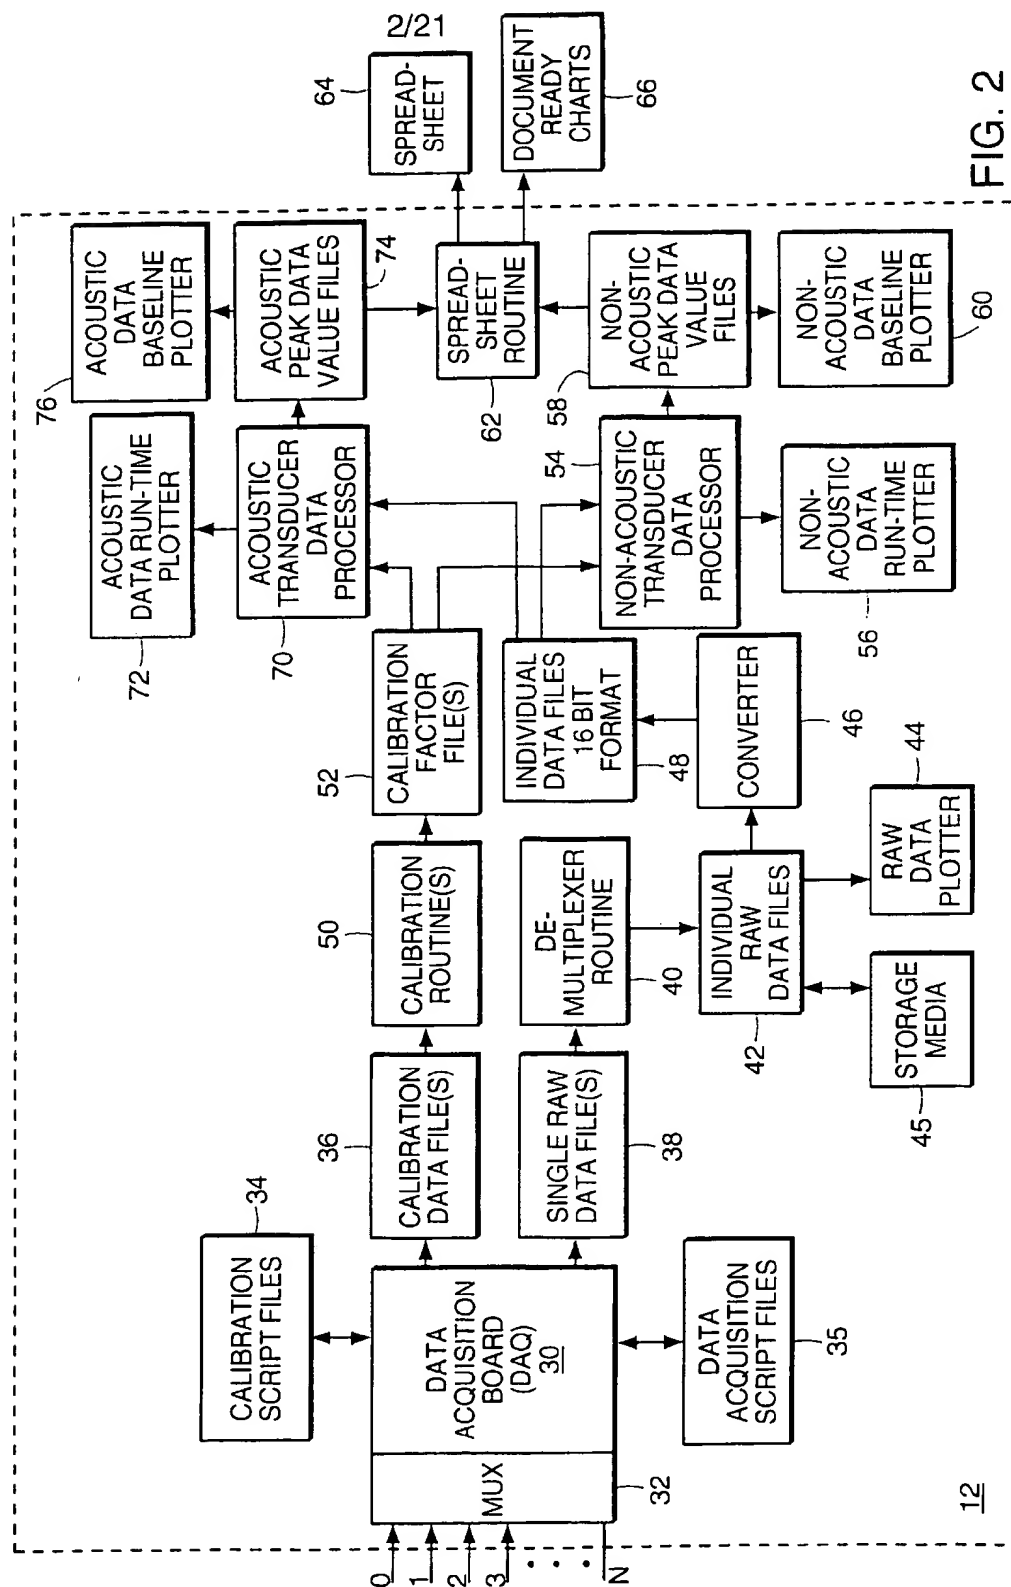 2/21
0
1
2
3
N
MUX
32
DATA
ACQUISITION
BOARD
(DAQ)
30
CALIBRATION
SCRIPT FILES
34
DATA
ACQUISITION
SCRIPT FILES
35
CALIBRATION
DATA FILE(S)
36
SINGLE RAW
DATA FILE(S)
38
CALIBRATION
ROUTINE(S)
50
DE-
MULTIPLEXER
ROUTINE
40
CALIBRATION
FACTOR
FILE(S)
52
INDIVIDUAL
DATA FILES
16 BIT
FORMAT
48
INDIVIDUAL
RAW
DATA FILES
42
CONVERTER
46
STORAGE
MEDIA
45
RAW
DATA
PLOTTER
44
ACOUSTIC
DATA RUN-TIME
PLOTTER
72
ACOUSTIC
TRANSDUCER
DATA
PROCESSOR
70
NON-ACOUSTIC
TRANSDUCER
DATA
PROCESSOR
54
NON-
ACOUSTIC
DATA
RUN-TIME
PLOTTER
56
ACOUSTIC
DATA
BASELINE
PLOTTER
76
ACOUSTIC
PEAK DATA
VALUE FILES
74
SPREAD-
SHEET
ROUTINE
62
NON-
ACOUSTIC
PEAK DATA
VALUE
FILES
58
NON-
ACOUSTIC
DATA
BASELINE
PLOTTER
60
SPREAD-
SHEET
64
DOCUMENT
READY
CHARTS
66
12
FIG. 2